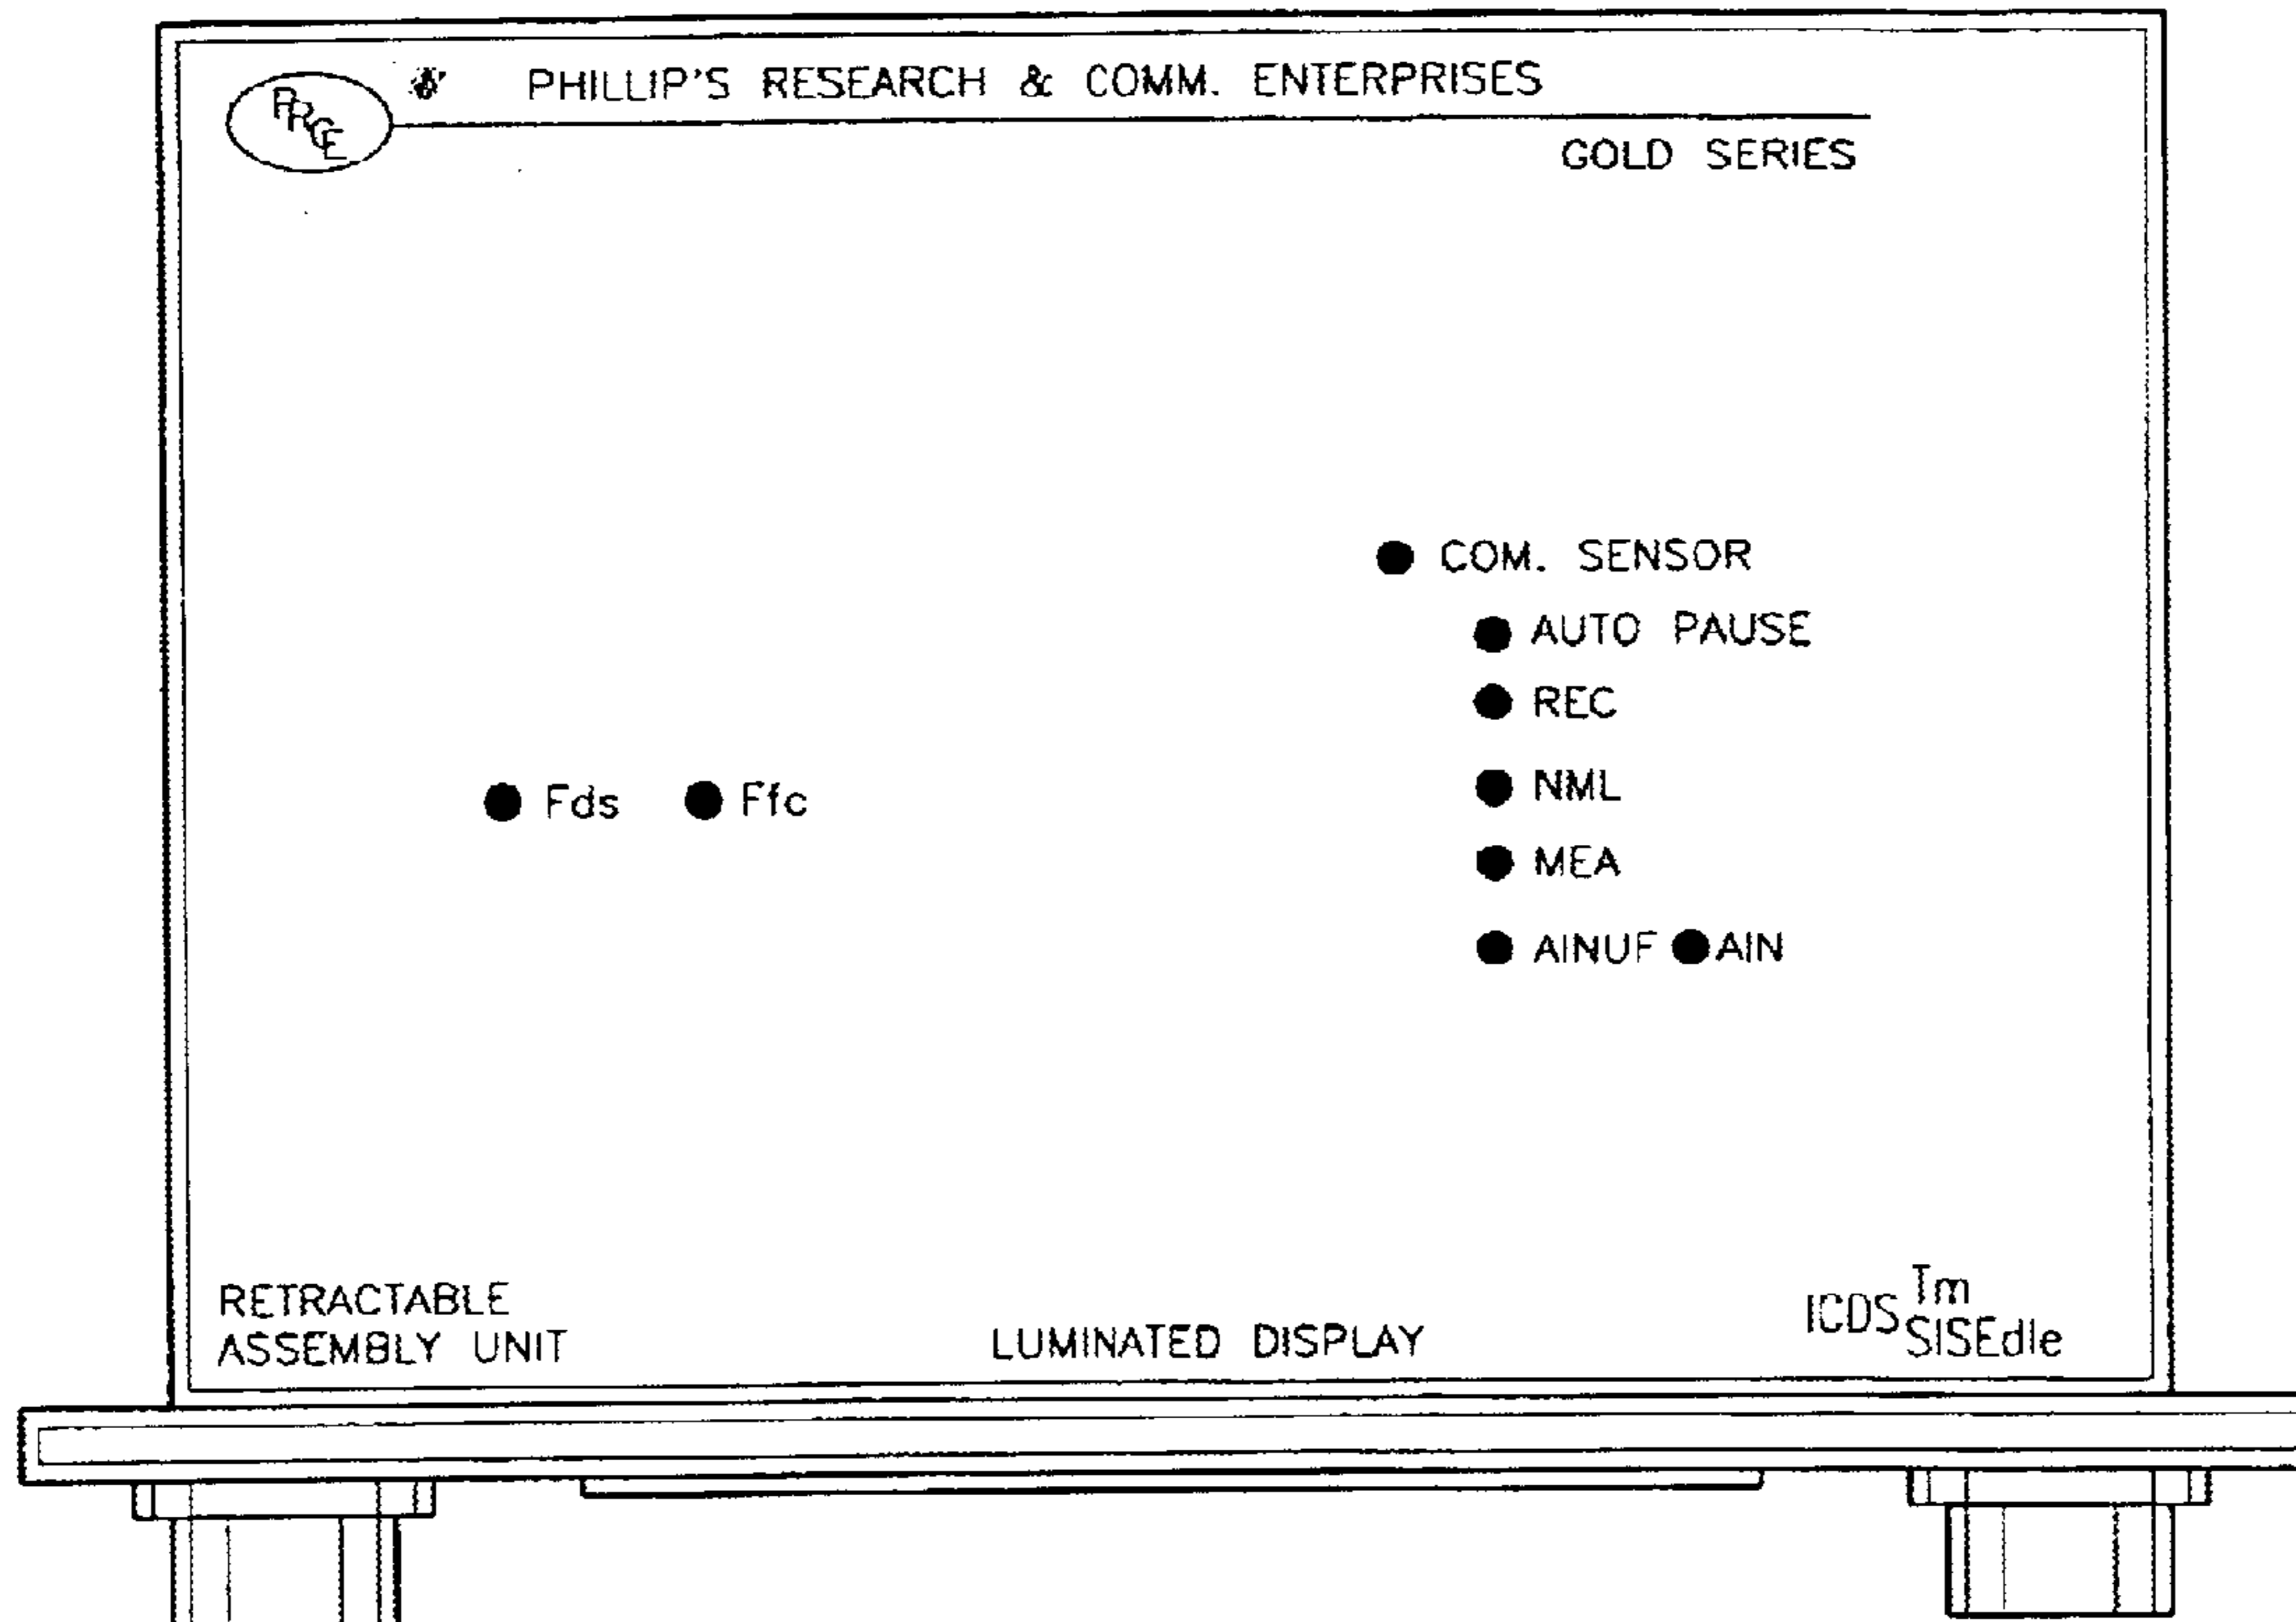 PRCE
PHILLIP'S RESEARCH & COMM. ENTERPRISES
GOLD SERIES
COM. SENSOR
AUTO PAUSE
REC
Fds Ffc
NML
MEA
AINUF AIN
RETRACTABLE
ASSEMBLY UNIT
LUMINATED DISPLAY
ICDS Tm
SISEdle